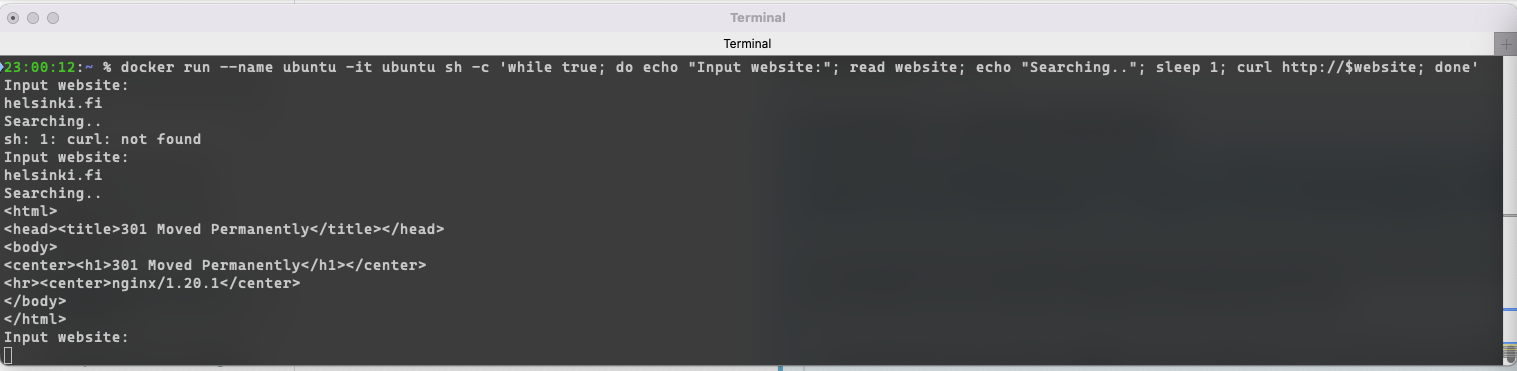 Terminal
Terminal
23:00:12:~ % docker run --name ubuntu -it ubuntu sh -c 'while true; do echo "Input website:"; read website; echo "Searching.."; sleep 1; curl http://$website; done'
Input website:
helsinki.fi
Searching..
sh: 1: curl: not found
Input website:
helsinki.fi
Searching..
<html>
<head><title>301 Moved Permanently</title></head>
<body>
<center><h1>301 Moved Permanently</h1></center>
<hr><center>nginx/1.20.1</center>
</body>
</html>
Input website: